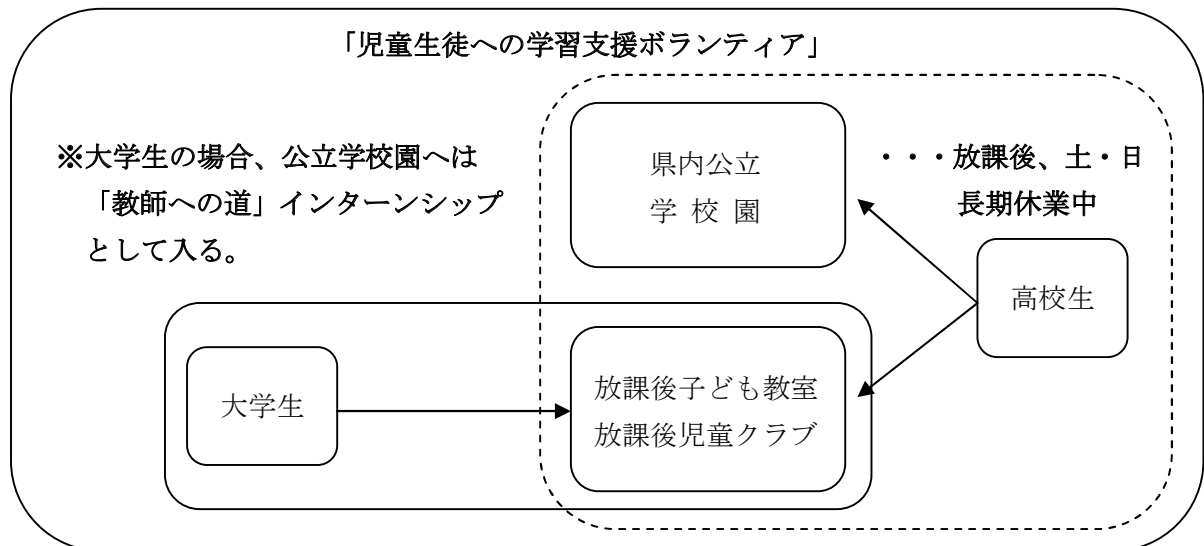 「児童生徒への学習支援ボランティア」
※大学生の場合、公立学校園へは
「教師への道」インターンシップ
として入る。
県内公立
学 校 園
・・・放課後、土・日
長期休業中
高校生
大学生
放課後子ども教室
放課後児童クラブ